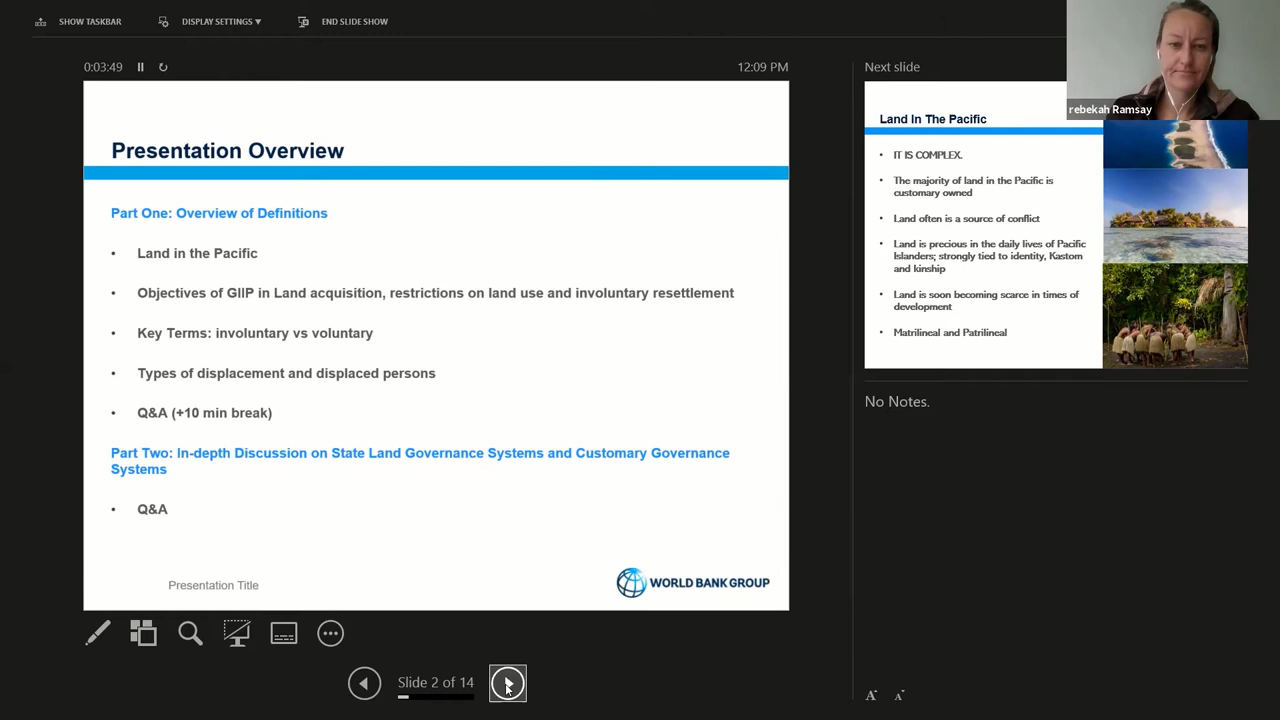 SHOW TASKBAR
DISPLAY SETTINGS ▼
END SLIDE SHOW
0:03:49
12:09 PM
Presentation Overview
Part One: Overview of Definitions
• Land in the Pacific
• Objectives of GIIP in Land acquisition, restrictions on land use and involuntary resettlement
• Key Terms: involuntary vs voluntary
• Types of displacement and displaced persons
• Q&A (+10 min break)
Part Two: In-depth Discussion on State Land Governance Systems and Customary Governance
Systems
• Q&A
Presentation Title
WORLD BANK GROUP
Slide 2 of 14
Next slide
rebekah Ramsay
Land In The Pacific
• IT IS COMPLEX.
• The majority of land in the Pacific is
customary owned
• Land often is a source of conflict
• Land is precious in the daily lives of Pacific
Islanders; strongly tied to identity, Kastom
and kinship
• Land is soon becoming scarce in times of
development
• Matrilineal and Patrilineal
No Notes.
A A